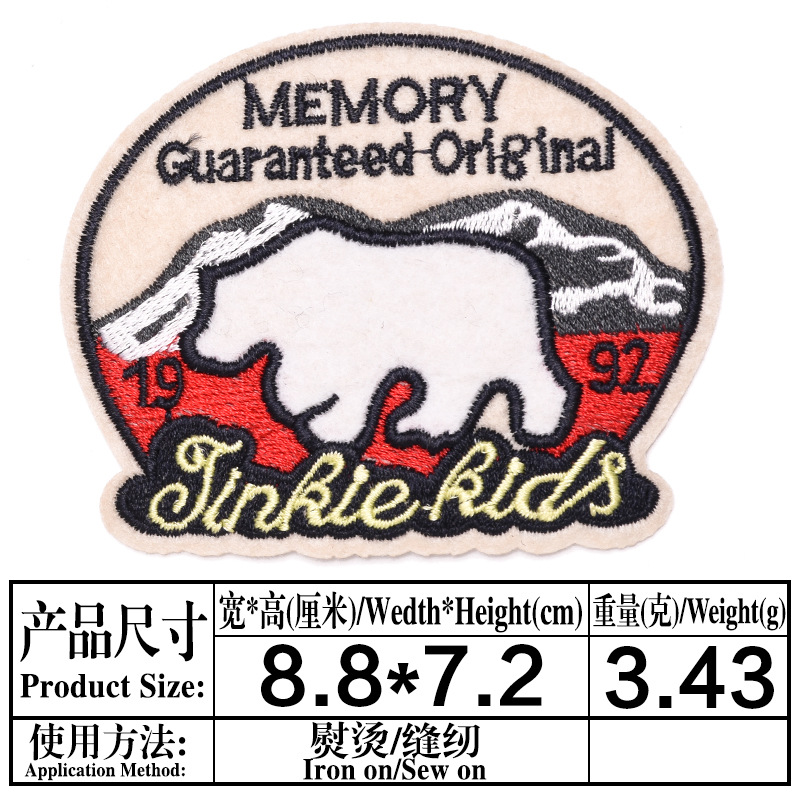 MEMORY
Guaranteed Original
19 92
Jinkie kids
产品尺寸
Product Size:
宽*高(厘米)/Wedth*Height(cm)
重量(克)/Weight(g)
8.8*7.2
3.43
使用方法:
Application Method:
熨烫/缝纫
Iron on/Sew on